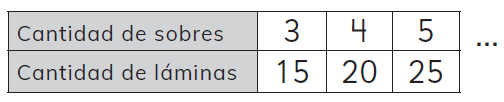 Cantidad de sobres 3 4 5
Cantidad de láminas 15 20 25 ...